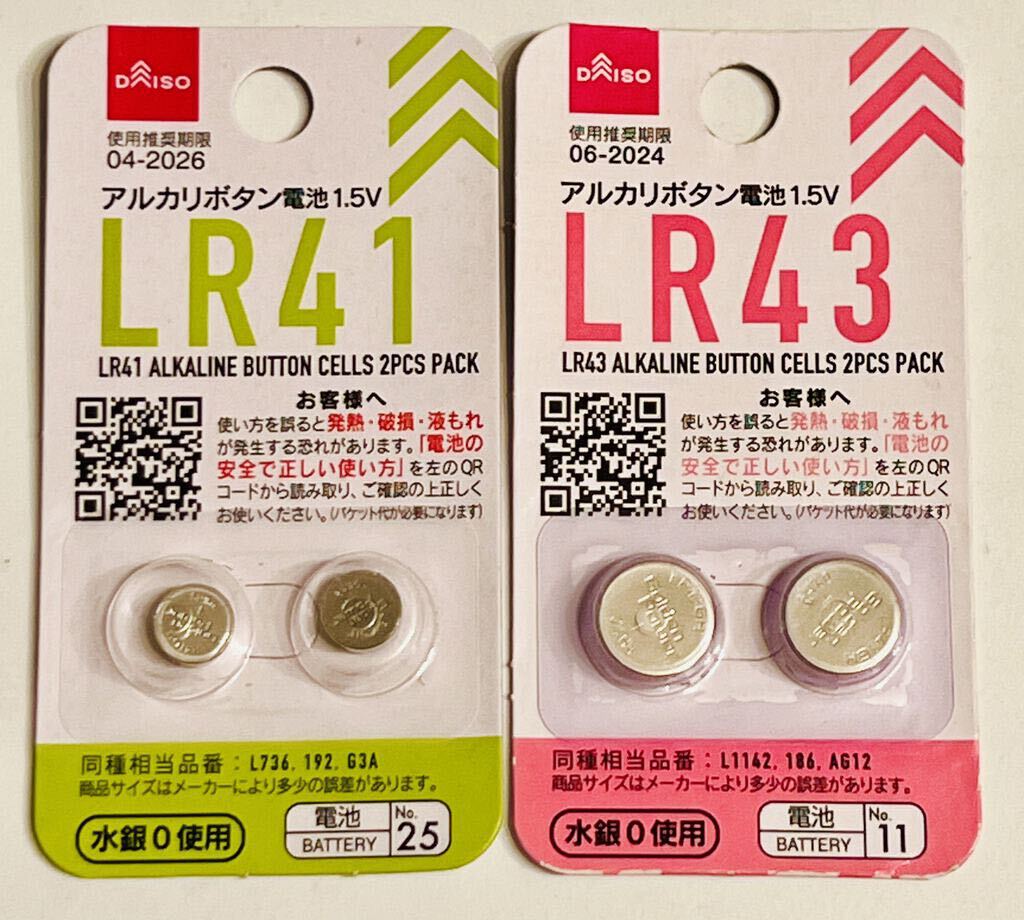 DAISO
使用推奨期限
04-2026
アルカリボタン電池1.5V
LR41
LR41 ALKALINE BUTTON CELLS 2PCS PACK
お客様へ
使い方を誤ると発熱・破損・液もれ
が発生する恐れがあります。「電池の
安全で正しい使い方」を左のQR
コードから読み取り、ご確認の上正しく
お使いください。(パケット代が必要になります)
同種相当品番：L736, 192, G3A
商品サイズはメーカーにより多少の誤差があります。
水銀0使用
電池
BATTERY
No.
25
DAISO
使用推奨期限
06-2024
アルカリボタン電池1.5V
LR43
LR43 ALKALINE BUTTON CELLS 2PCS PACK
お客様へ
使い方を誤ると発熱・破損・液もれ
が発生する恐れがあります。「電池の
安全で正しい使い方」を左のQR
コードから読み取り、ご確認の上正しく
お使いください。(パケット代が必要になります)
同種相当品番：L1142, 186, AG12
商品サイズはメーカーにより多少の誤差があります。
水銀0使用
電池
BATTERY
No.
11